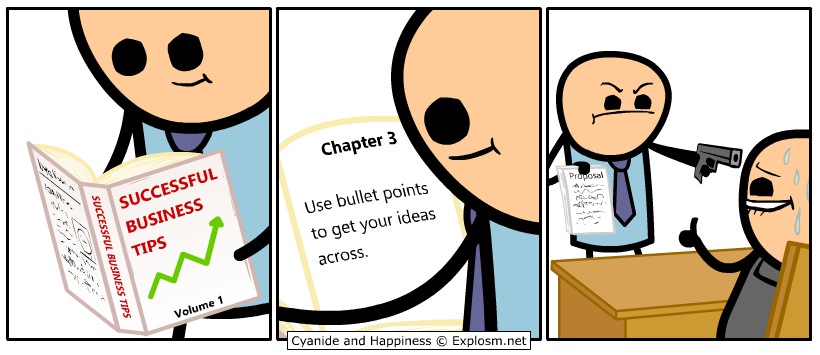 SUCCESSFUL BUSINESS TIPS
SUCCESSFUL
BUSINESS
TIPS
Volume 1
Chapter 3
Use bullet points
to get your ideas
across.
Proposal
Cyanide and Happiness © Explosm.net